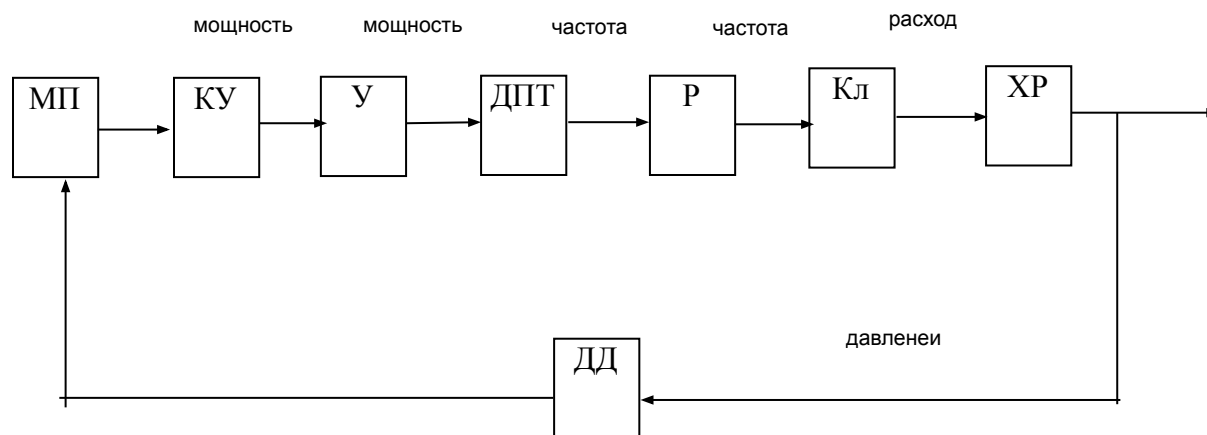 мощность мощность частота частота расход
МП КУ У ДПТ Р Кл ХР
давленеи
ДД